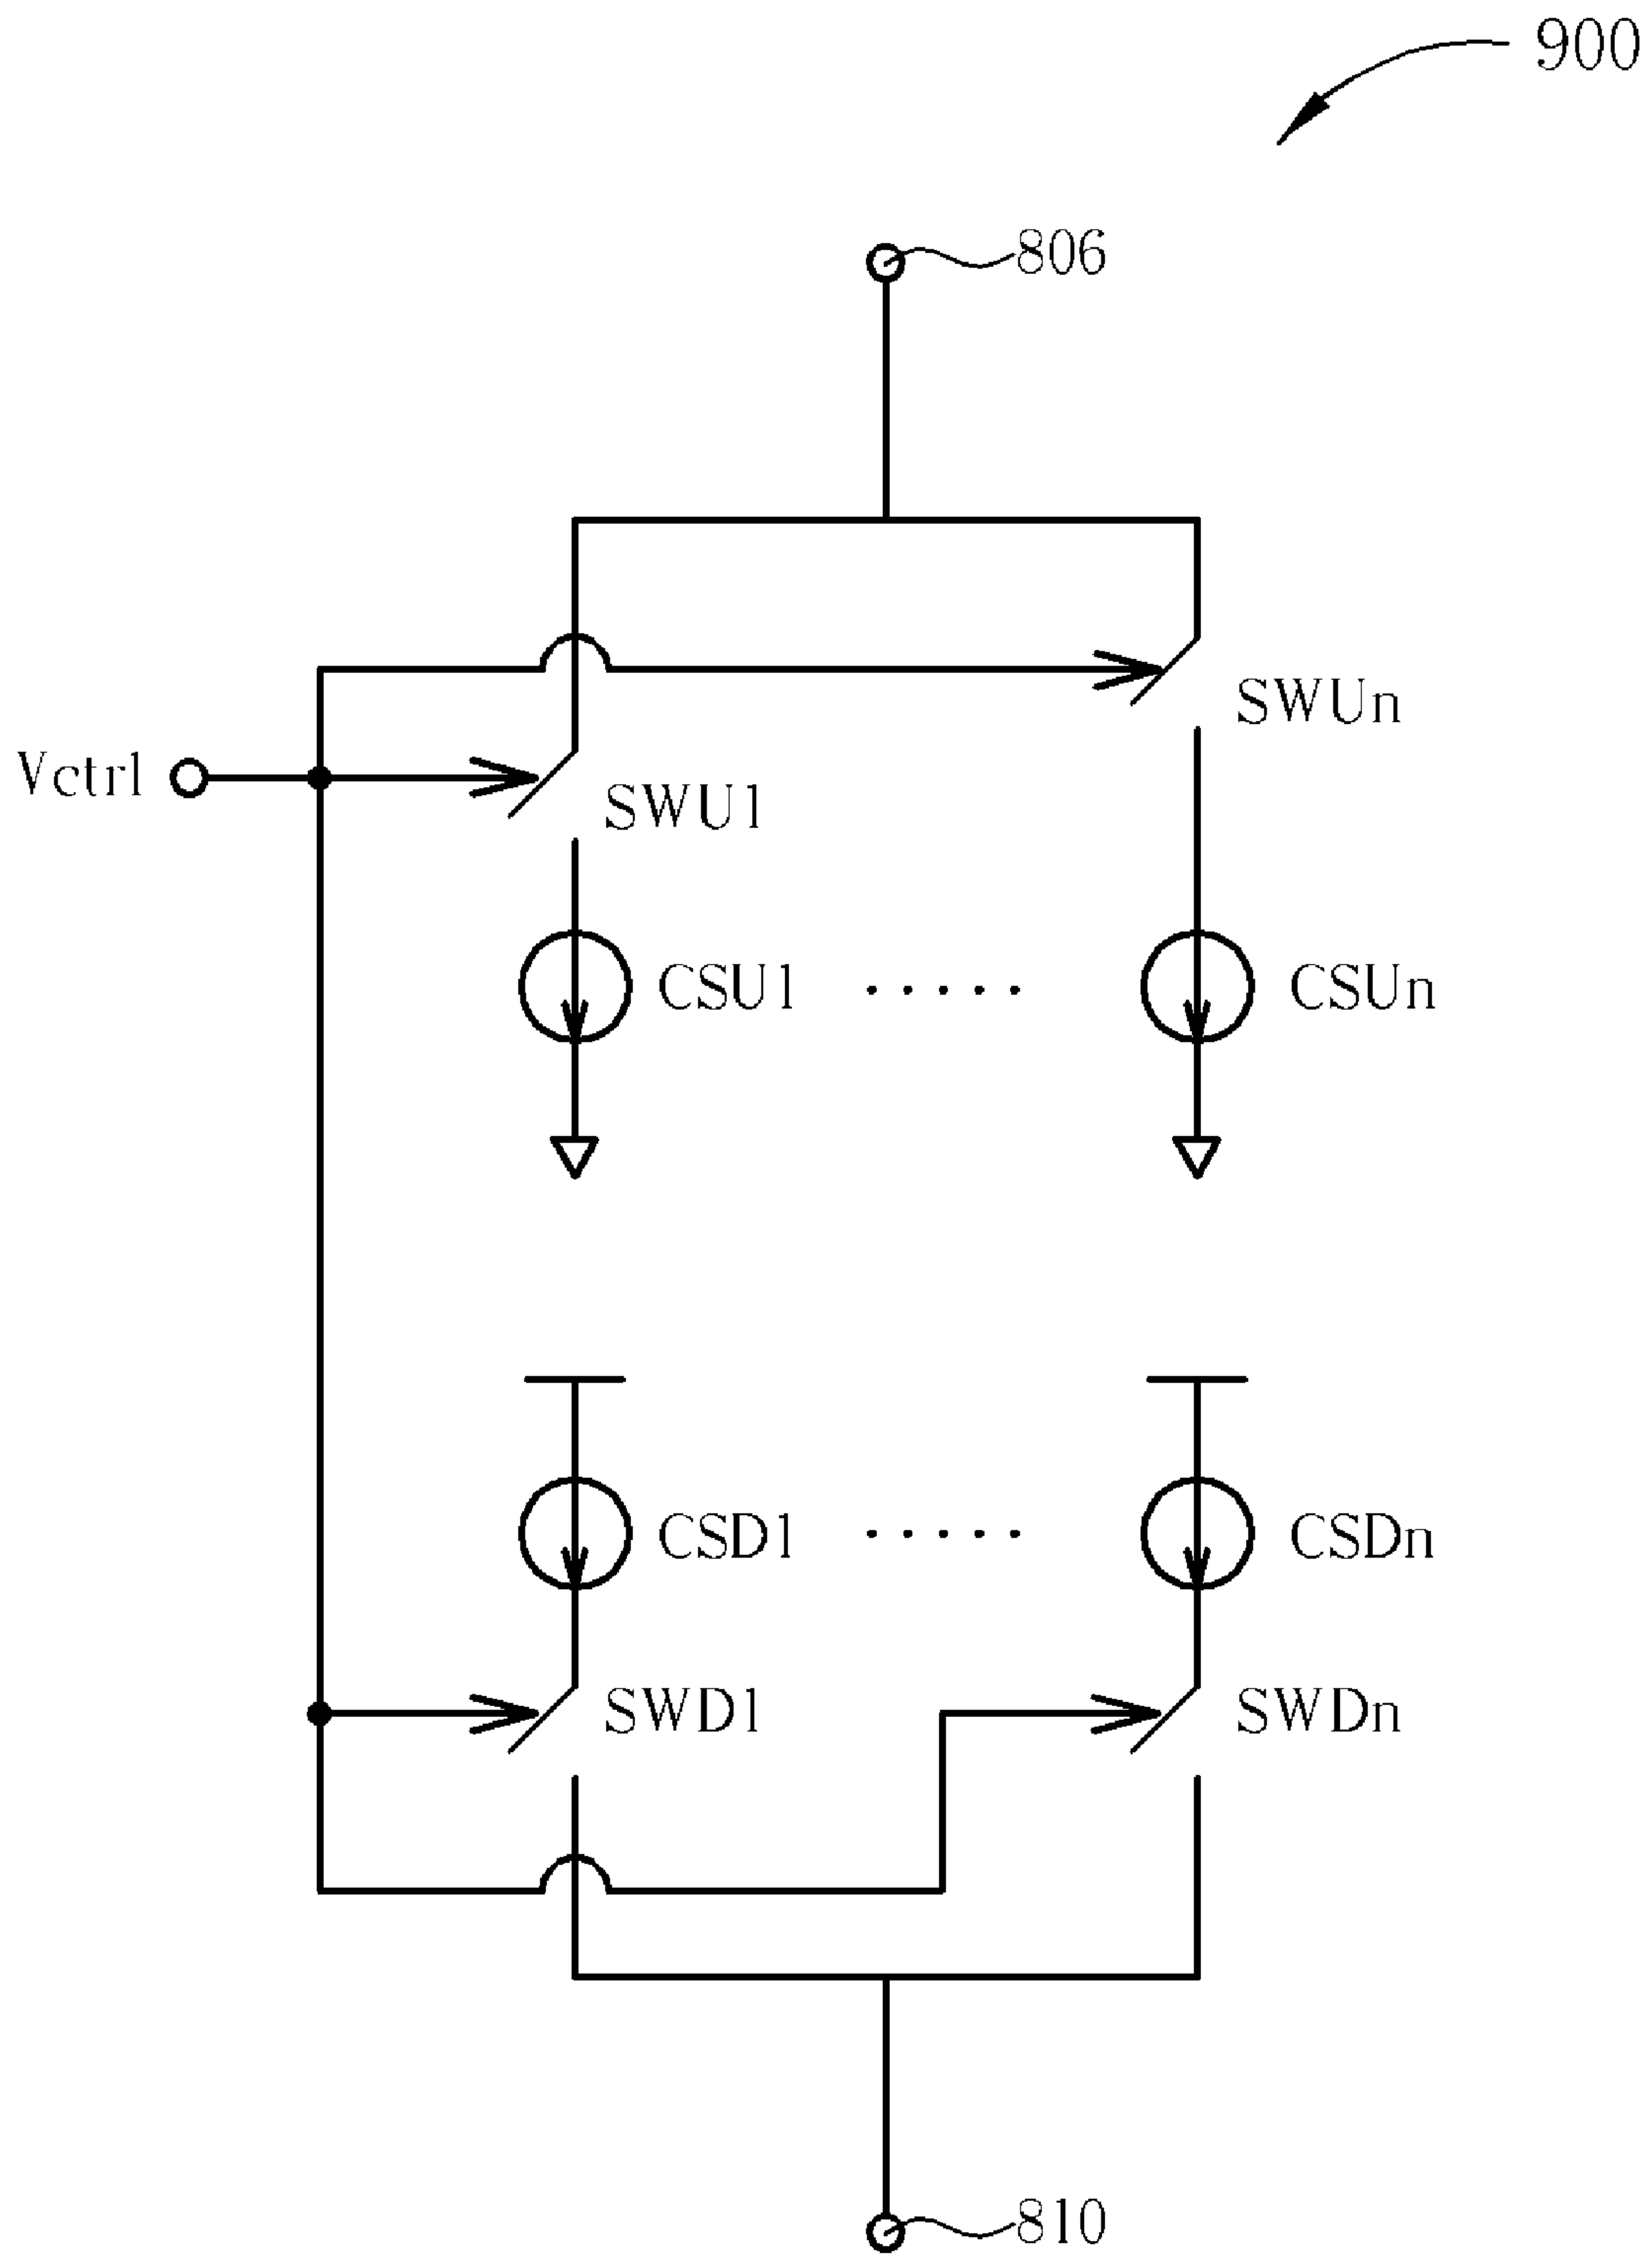 900
806
SWUn
Vctrl
SWU1
CSU1 ..... CSUn
CSD1 ..... CSDn
SWD1 SWDn
810